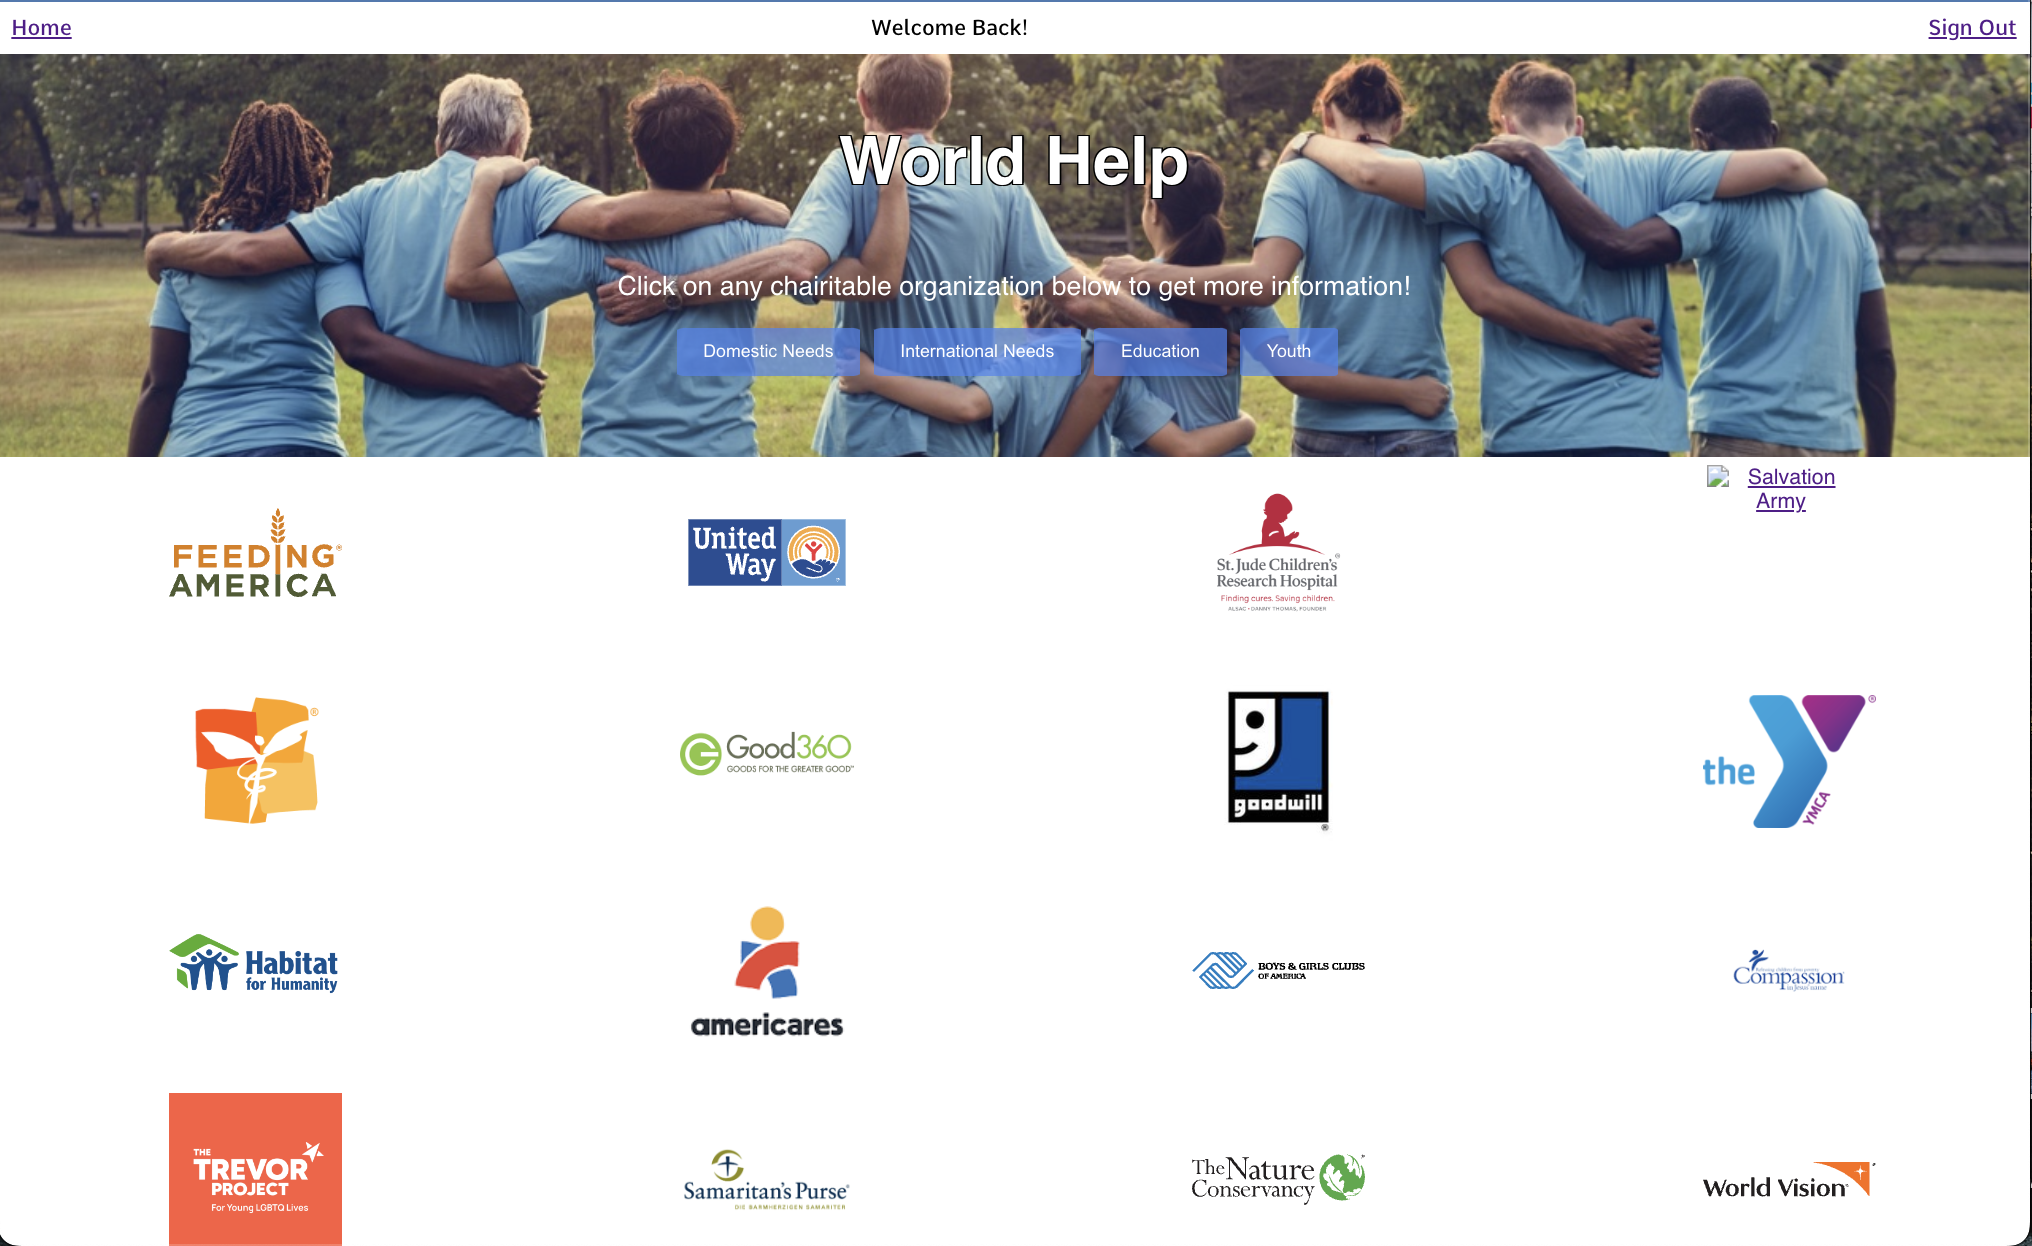 Home
Welcome Back!
Sign Out
World Help
Click on any chairitable organization below to get more information!
Domestic Needs
International Needs
Education
Youth
FEEDING®
AMERICA
United
Way
St. Jude Children's
Research Hospital
Finding cures. Saving children.
ALSAC • DANNY THOMAS, FOUNDER
Salvation
Army
Good360
GOODS FOR THE GREATER GOOD™
goodwill
®
the
YMCA
®
Habitat
for Humanity
americares
BOYS & GIRLS CLUBS
OF AMERICA
Compassion
in Jesus' name
THE
TREVOR
PROJECT
For Young LGBTQ Lives
Samaritan's Purse®
DIE BARMHERZIGEN SAMARITER
The Nature
Conservancy
World Vision